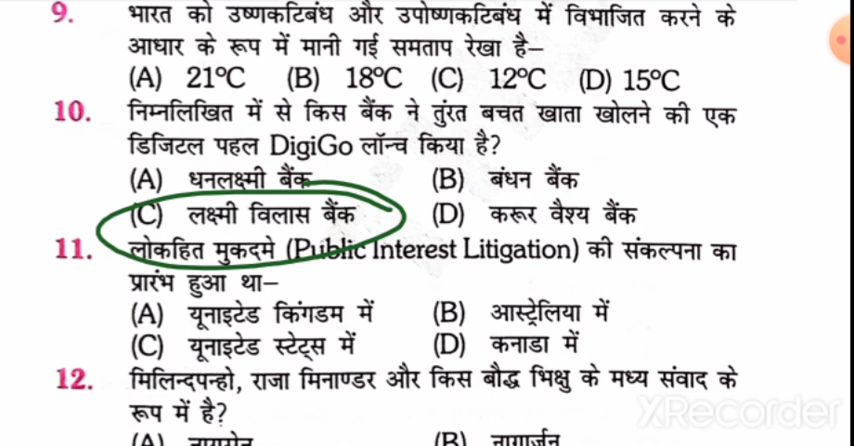 9. भारत को उष्णकटिबंध और उपोष्णकटिबंध में विभाजित करने के
आधार के रूप में मानी गई समताप रेखा है–
(A) 21°C (B) 18°C (C) 12°C (D) 15°C
10. निम्नलिखित में से किस बैंक ने तुंरत बचत खाता खोलने की एक
डिजिटल पहल DigiGo लॉन्च किया है?
(A) धनलक्ष्मी बैंक (B) बंधन बैंक
(C) लक्ष्मी विलास बैंक (D) करूर वैश्य बैंक
11. लोकहित मुकदमे (Public Interest Litigation) की संकल्पना का
प्रारंभ हुआ था–
(A) यूनाइटेड किंगडम में (B) आस्ट्रेलिया में
(C) यूनाइटेड स्टेट्स में (D) कनाडा में
12. मिलिन्दपन्हो, राजा मिनाण्डर और किस बौद्ध भिक्षु के मध्य संवाद के
रूप में है?
(A) नागसेन (B) नागार्जुन
XRecorder